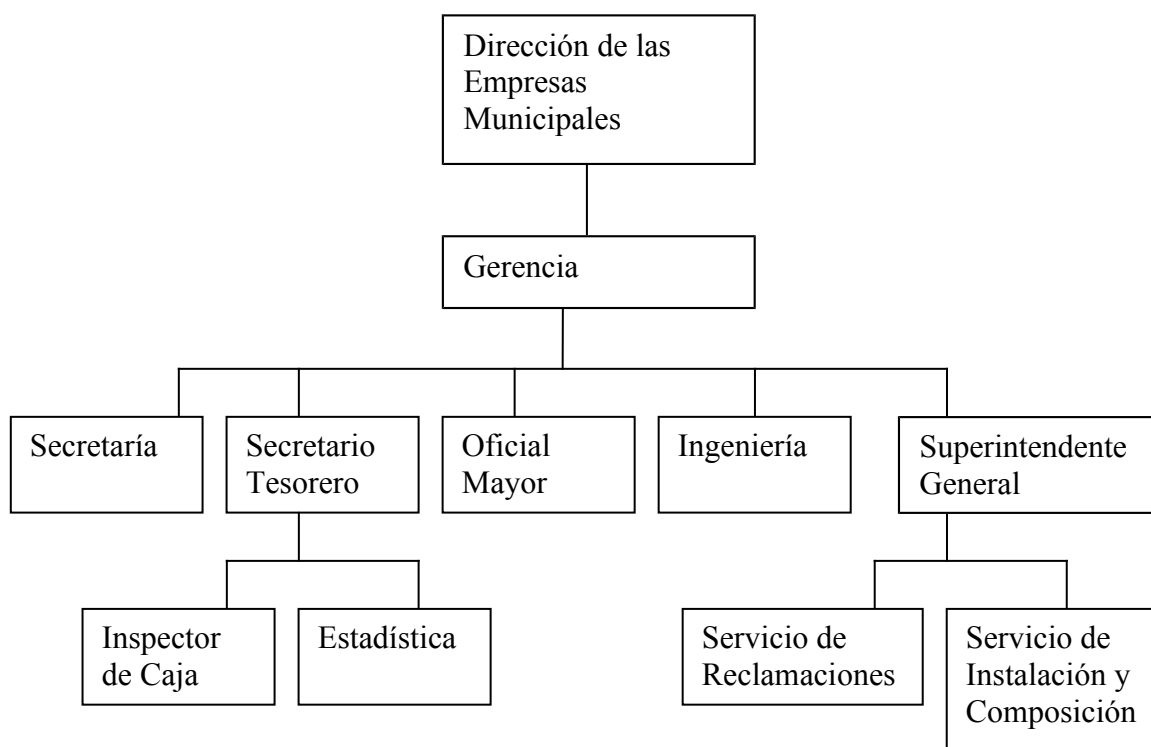 Dirección de las
Empresas
Municipales
Gerencia
Secretaría
Secretario
Tesorero
Oficial
Mayor
Ingeniería
Superintendente
General
Inspector
de Caja
Estadística
Servicio de
Reclamaciones
Servicio de
Instalación y
Composición